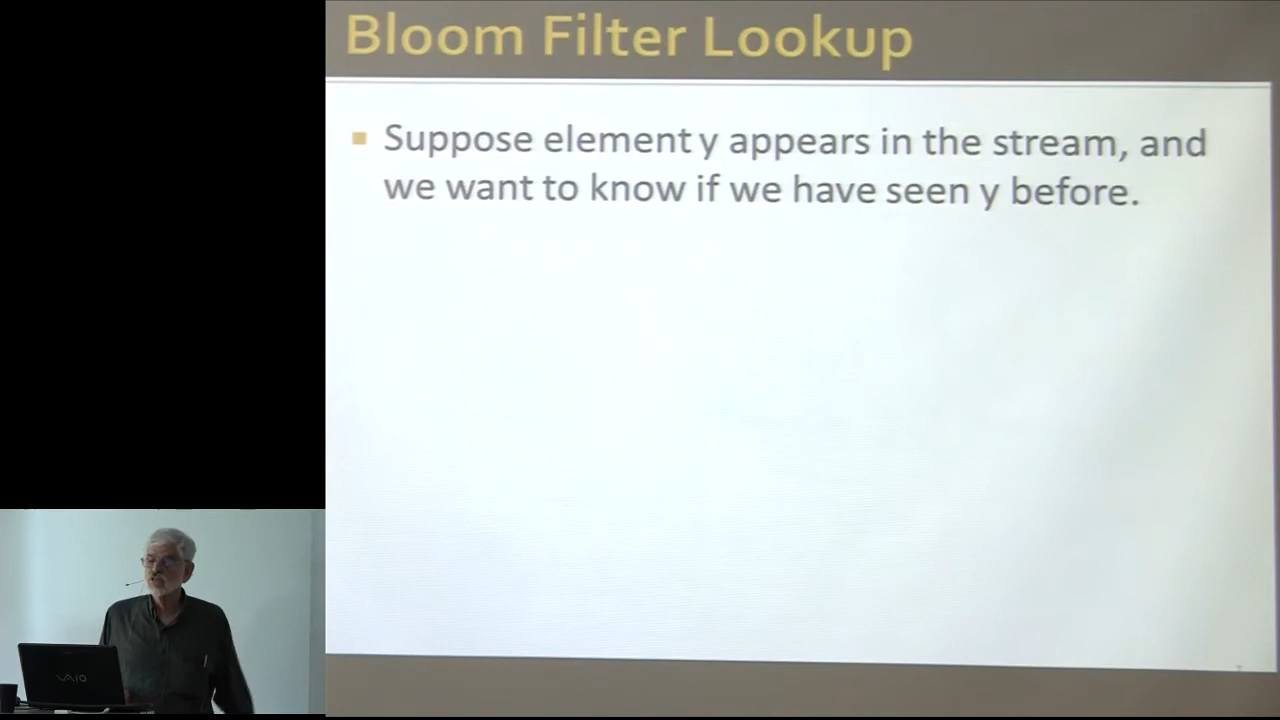 Bloom Filter Lookup
Suppose element y appears in the stream, and
we want to know if we have seen y before.
VAIO